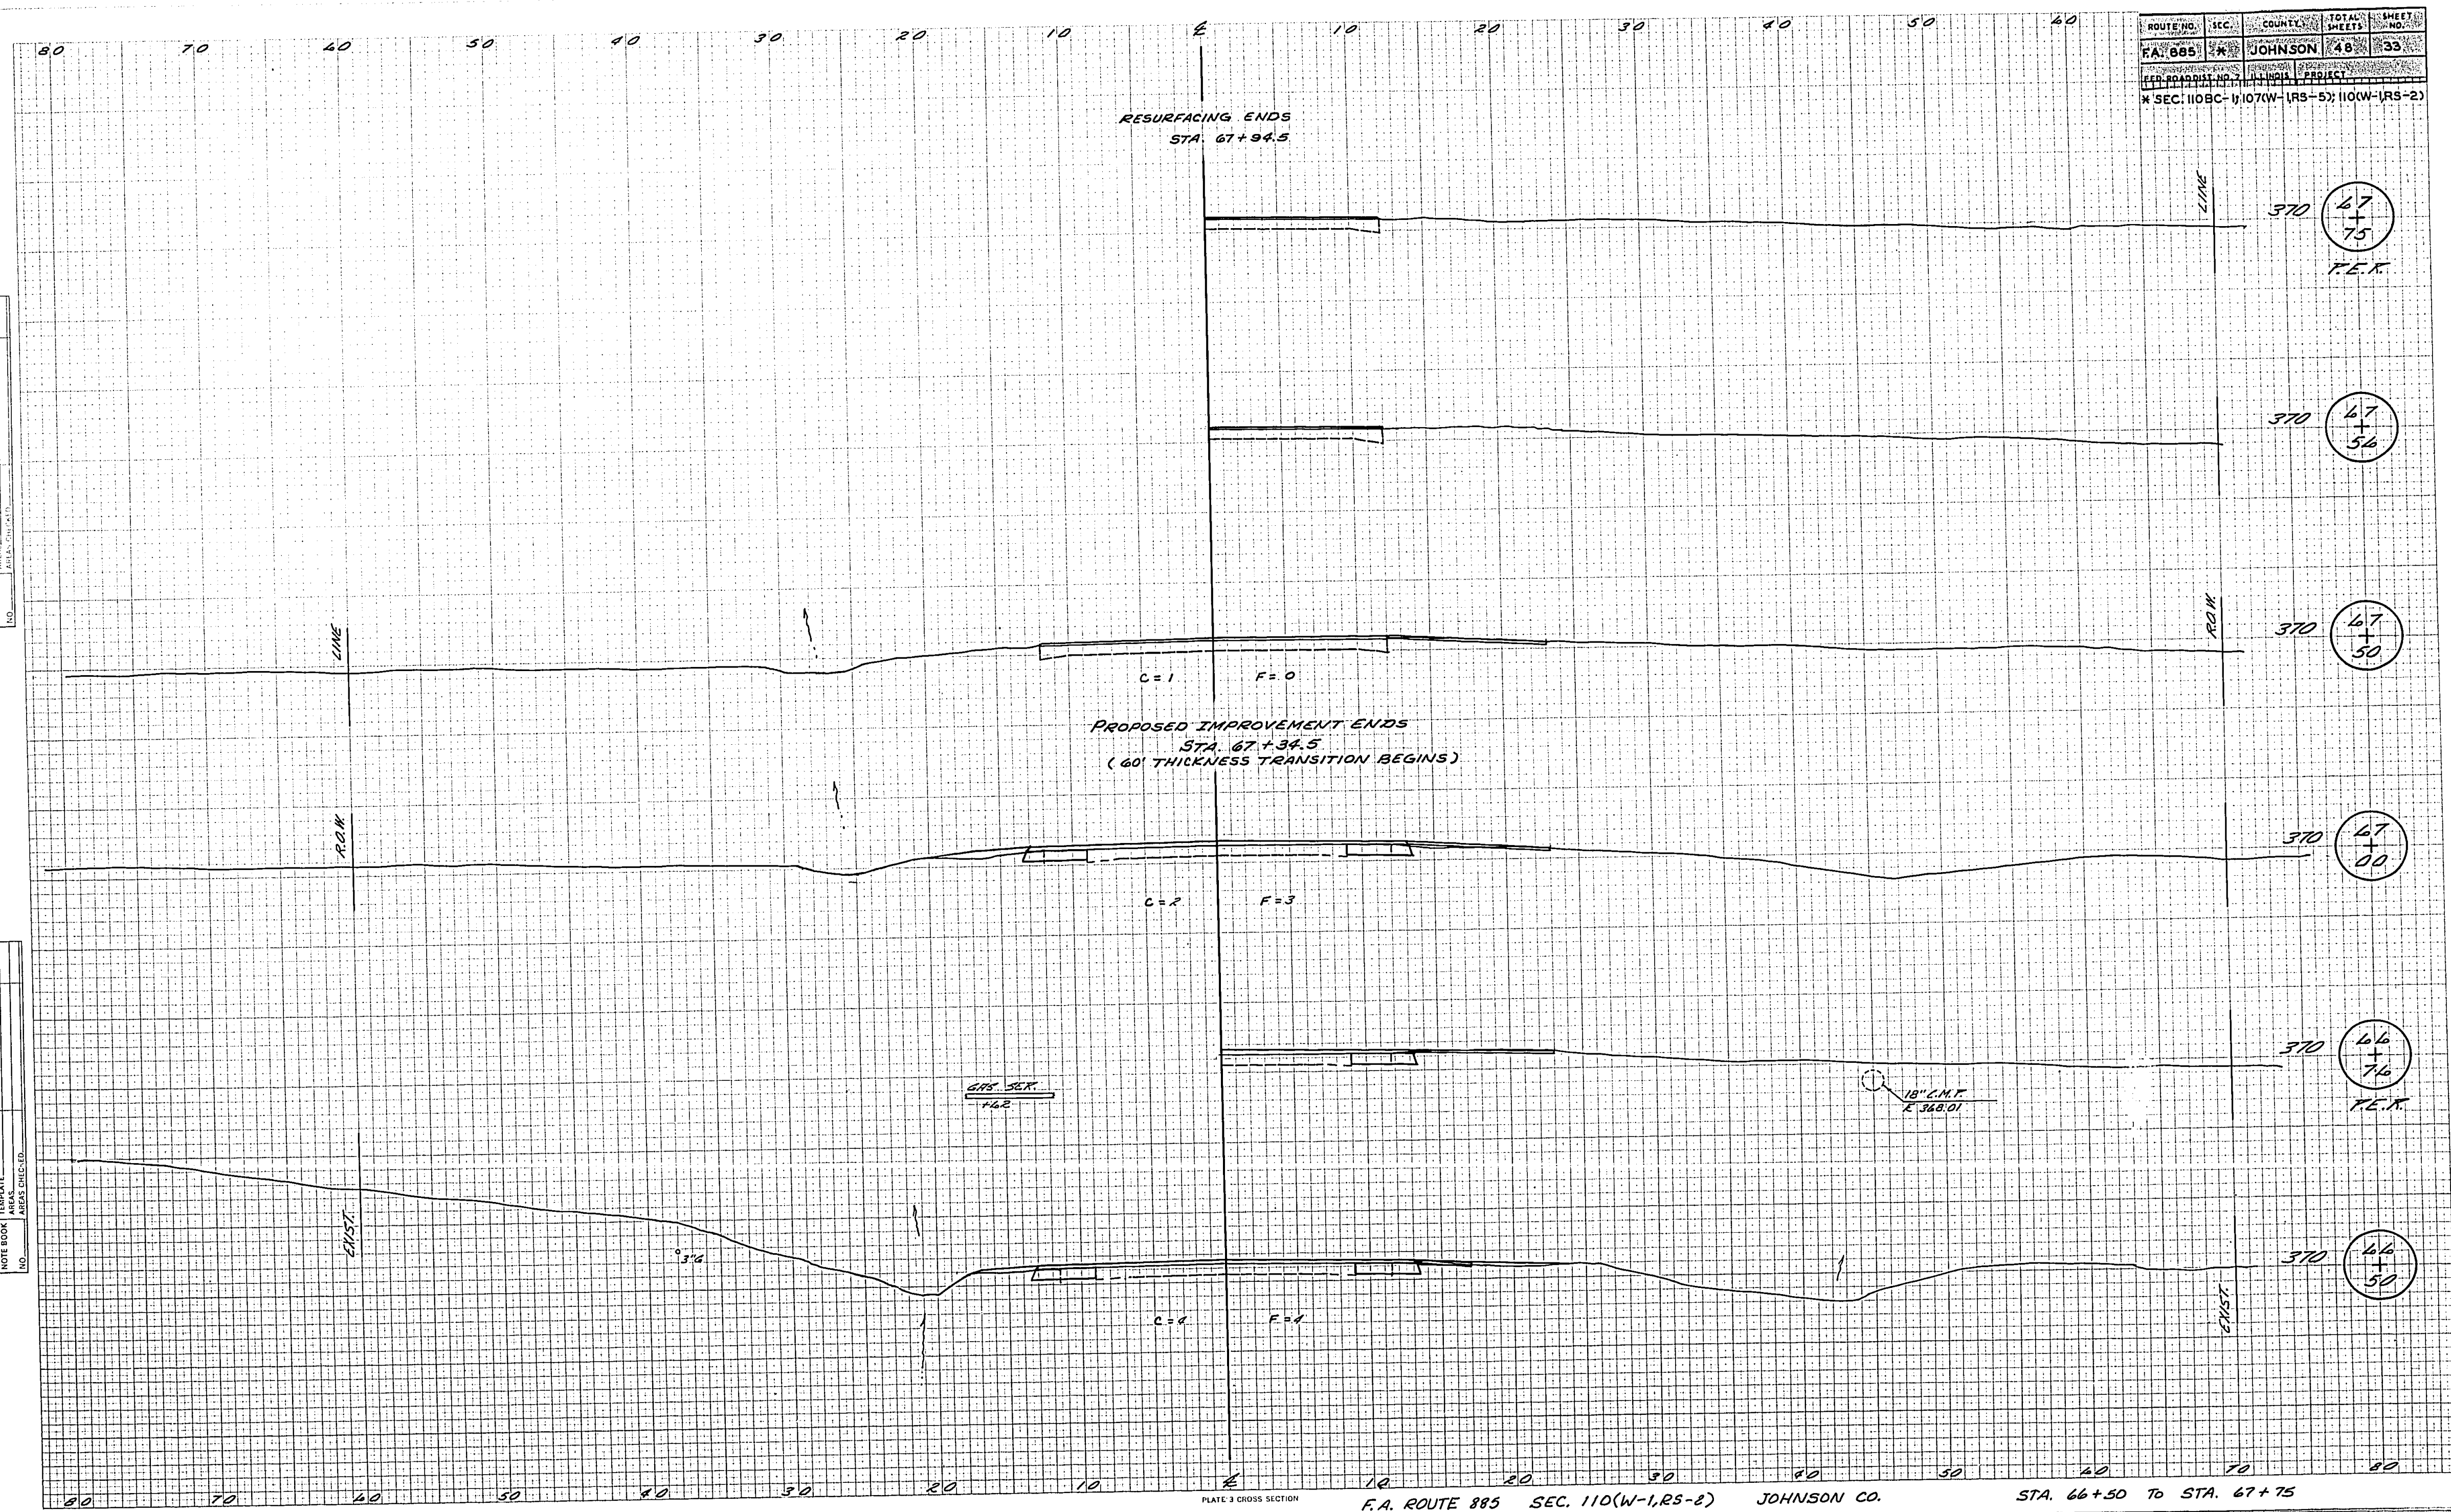 80 70 60 50 40 30 20 10 ℄ 10 20 30 40 50 60
ROUTE NO. SEC. COUNTY TOTAL SHEETS SHEET NO.
F.A. 885 * JOHNSON 48 33
FED. ROAD DIST. NO. 7 ILLINOIS PROJECT
* SEC. 110BC-1; 107(W-1,RS-5); 110(W-1,RS-2)
RESURFACING ENDS
STA. 67+94.5
LINE
370 67 + 75
P.E.R.
370 67 + 56
LINE
R.O.W.
370 67 + 50
C = 1 F = 0
PROPOSED IMPROVEMENT ENDS
STA. 67+34.5
(60' THICKNESS TRANSITION BEGINS)
R.O.W.
370 67 + 00
C = 2 F = 3
370 66 + 76
P.E.R.
GAS SER.
+62
18" C.M.P.
368.01
EXIST.
3"G
370 66 + 50
C = 4 F = 4
EXIST.
NO.
AREAS CHECKED
NOTE BOOK
NO.
TEMPLATE
AREAS
AREAS CHECKED
80 70 60 50 40 30 20 10 ℄ 10 20 30 40 50 60 70 80
PLATE 3 CROSS SECTION
F.A. ROUTE 885 SEC. 110(W-1,RS-2) JOHNSON CO. STA. 66+50 TO STA. 67+75